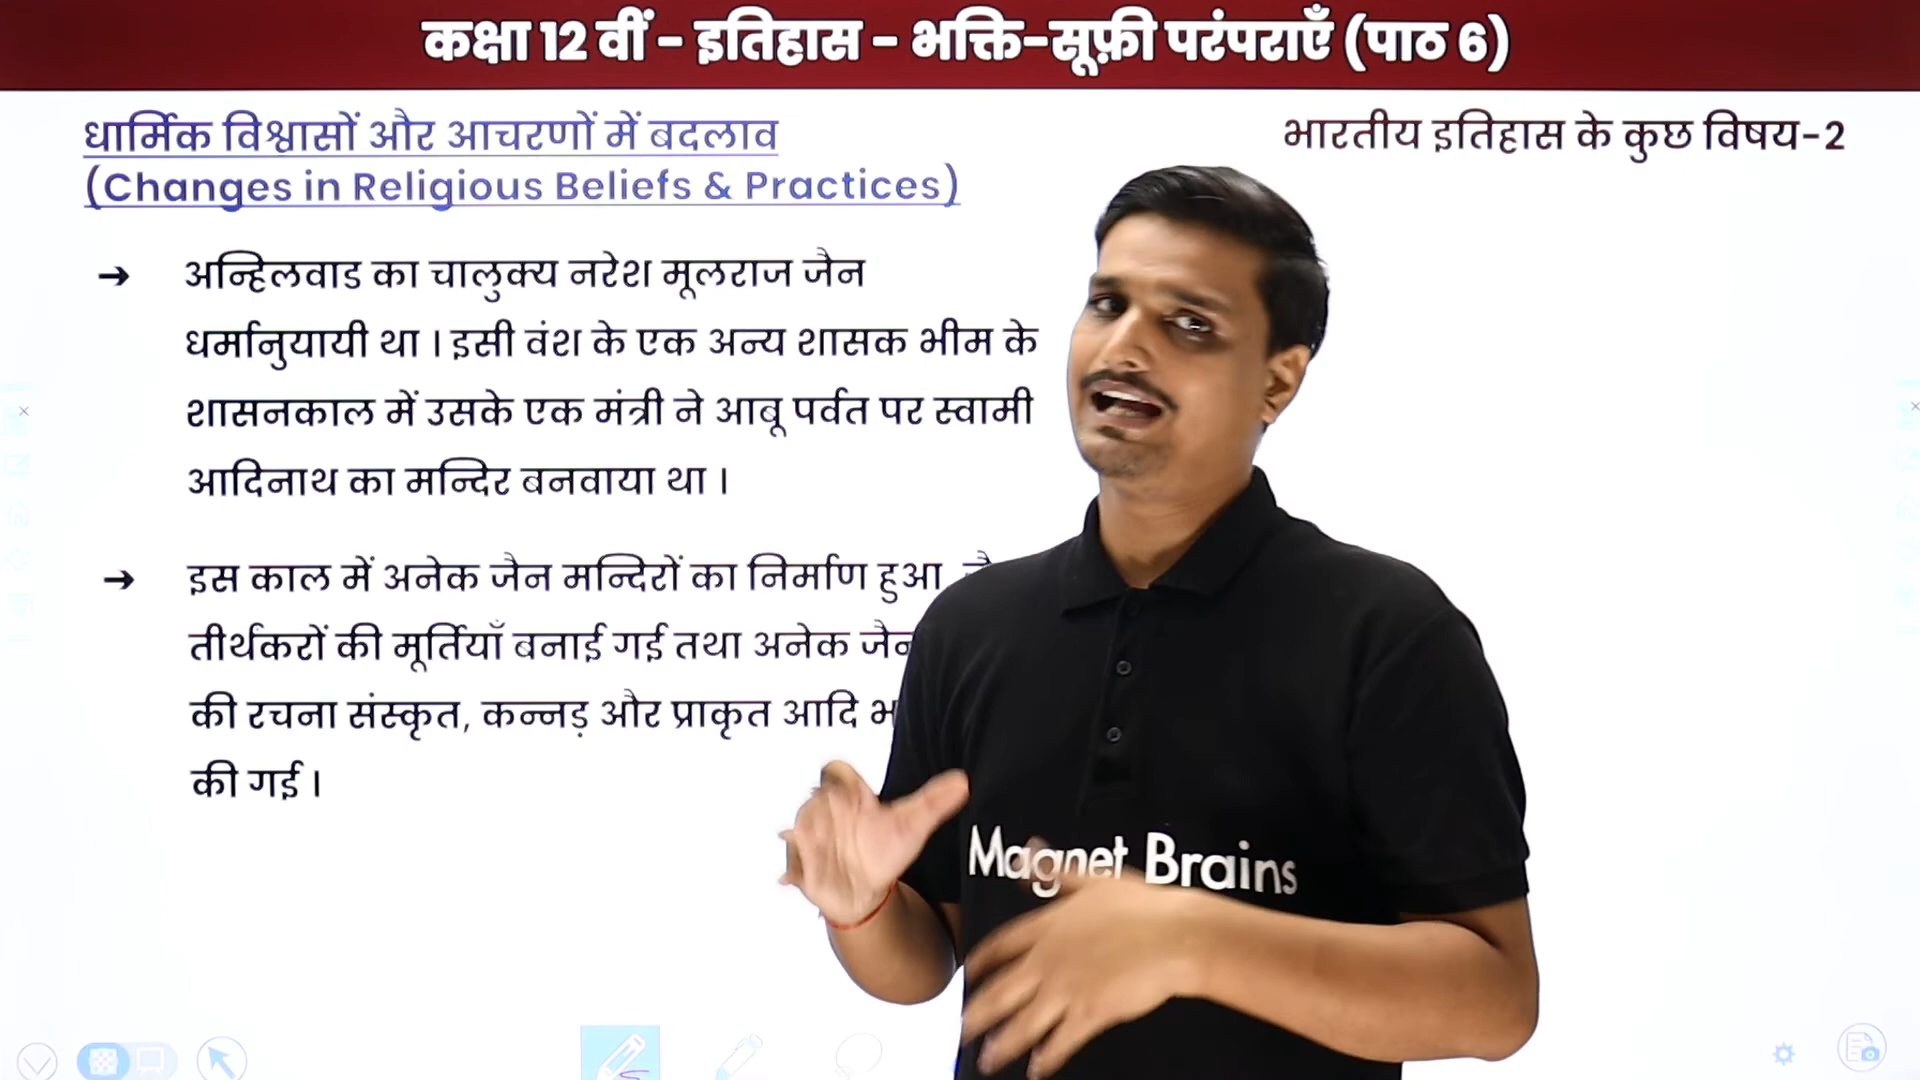 कक्षा 12 वीं - इतिहास - भक्ति-सूफ़ी परंपराएँ (पाठ 6)
धार्मिक विश्वासों और आचरणों में बदलाव
(Changes in Religious Beliefs & Practices)
भारतीय इतिहास के कुछ विषय-2
→ अन्हिलवाड का चालुक्य नरेश मूलराज जैन
धर्मानुयायी था । इसी वंश के एक अन्य शासक भीम के
शासनकाल में उसके एक मंत्री ने आबू पर्वत पर स्वामी
आदिनाथ का मन्दिर बनवाया था ।
→ इस काल में अनेक जैन मन्दिरों का निर्माण हुआ
तीर्थकरों की मूर्तियाँ बनाई गई तथा अनेक जैन
की रचना संस्कृत, कन्नड़ और प्राकृत आदि
की गई ।
Magnet Brains